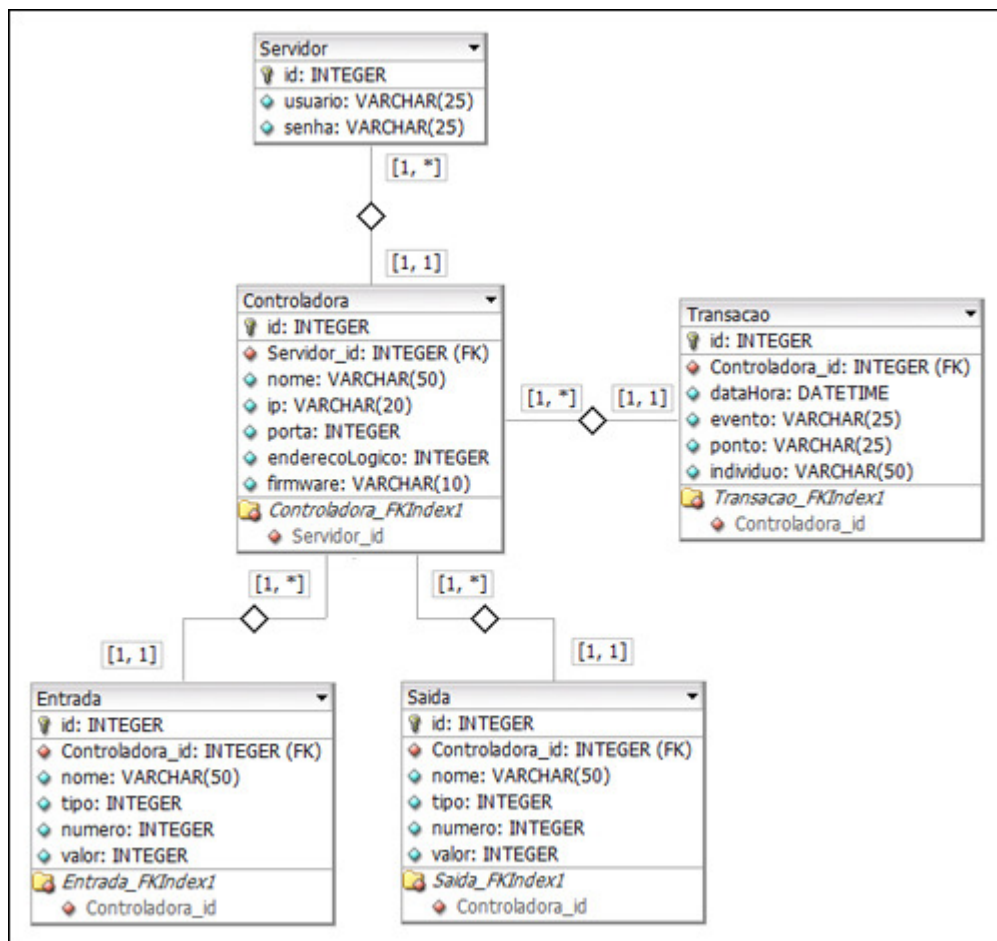 Servidor
id: INTEGER
usuario: VARCHAR(25)
senha: VARCHAR(25)
[1, *]
[1, 1]
Controladora
id: INTEGER
Servidor_id: INTEGER (FK)
nome: VARCHAR(50)
ip: VARCHAR(20)
porta: INTEGER
enderecoLogico: INTEGER
firmware: VARCHAR(10)
Controladora_FKIndex1
Servidor_id
[1, *]
[1, 1]
Transacao
id: INTEGER
Controladora_id: INTEGER (FK)
dataHora: DATETIME
evento: VARCHAR(25)
ponto: VARCHAR(25)
individuo: VARCHAR(50)
Transacao_FKIndex1
Controladora_id
[1, *]
[1, *]
[1, 1]
[1, 1]
Entrada
id: INTEGER
Controladora_id: INTEGER (FK)
nome: VARCHAR(50)
tipo: INTEGER
numero: INTEGER
valor: INTEGER
Entrada_FKIndex1
Controladora_id
Saida
id: INTEGER
Controladora_id: INTEGER (FK)
nome: VARCHAR(50)
tipo: INTEGER
numero: INTEGER
valor: INTEGER
Saida_FKIndex1
Controladora_id